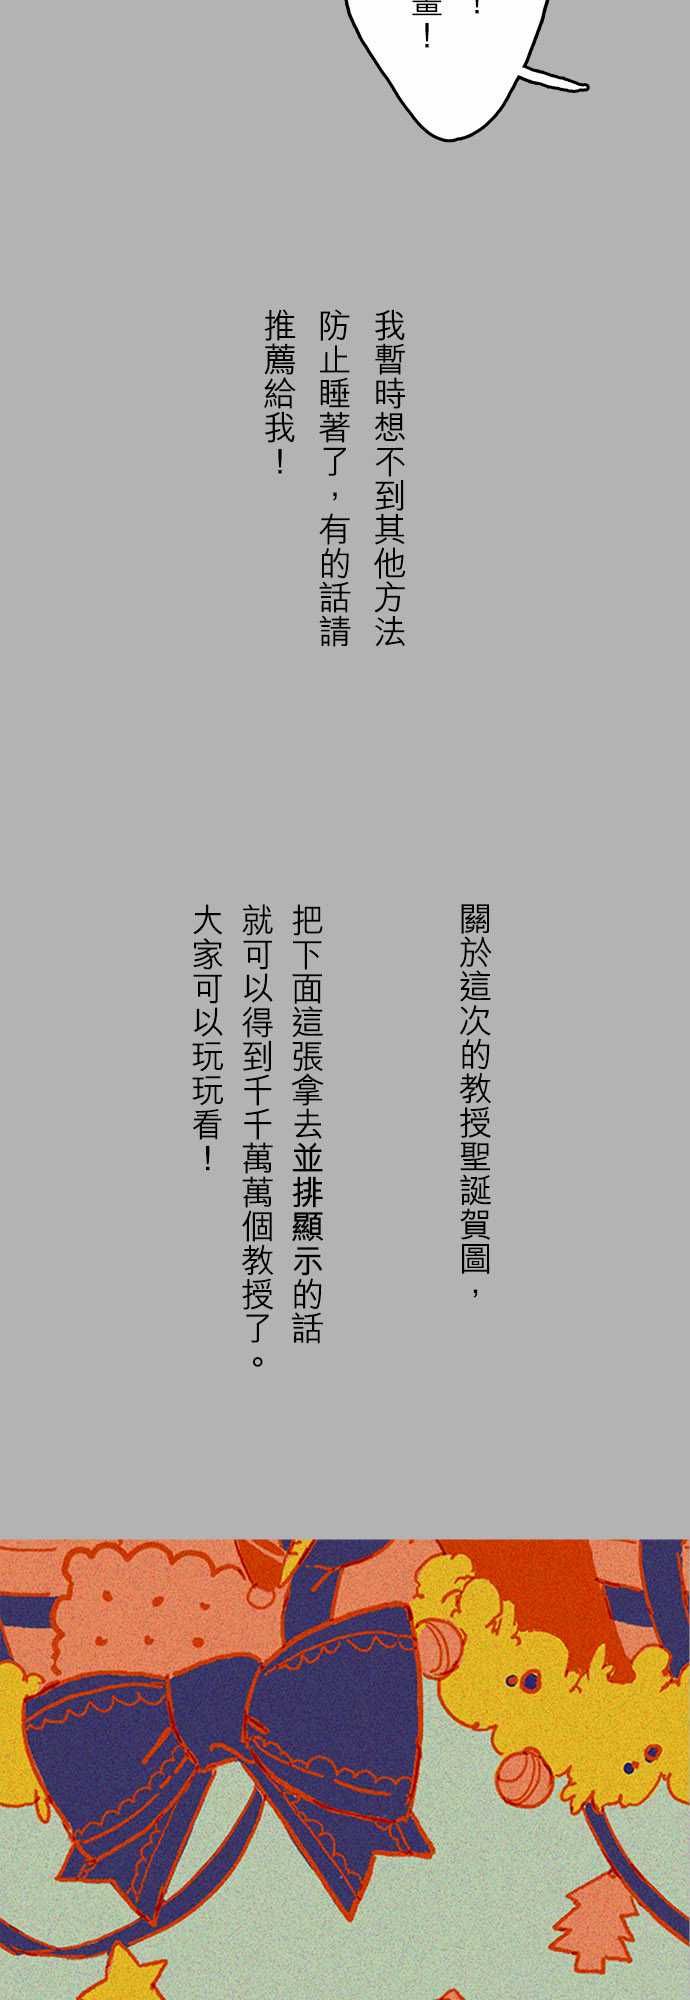 ！
畫！
我暫時想不到其他方法
防止睡著了，有的話請
推薦給我！
關於這次的教授聖誕賀圖，
把下面這張拿去並排顯示的話
就可以得到千千萬萬個教授了。
大家可以玩玩看！